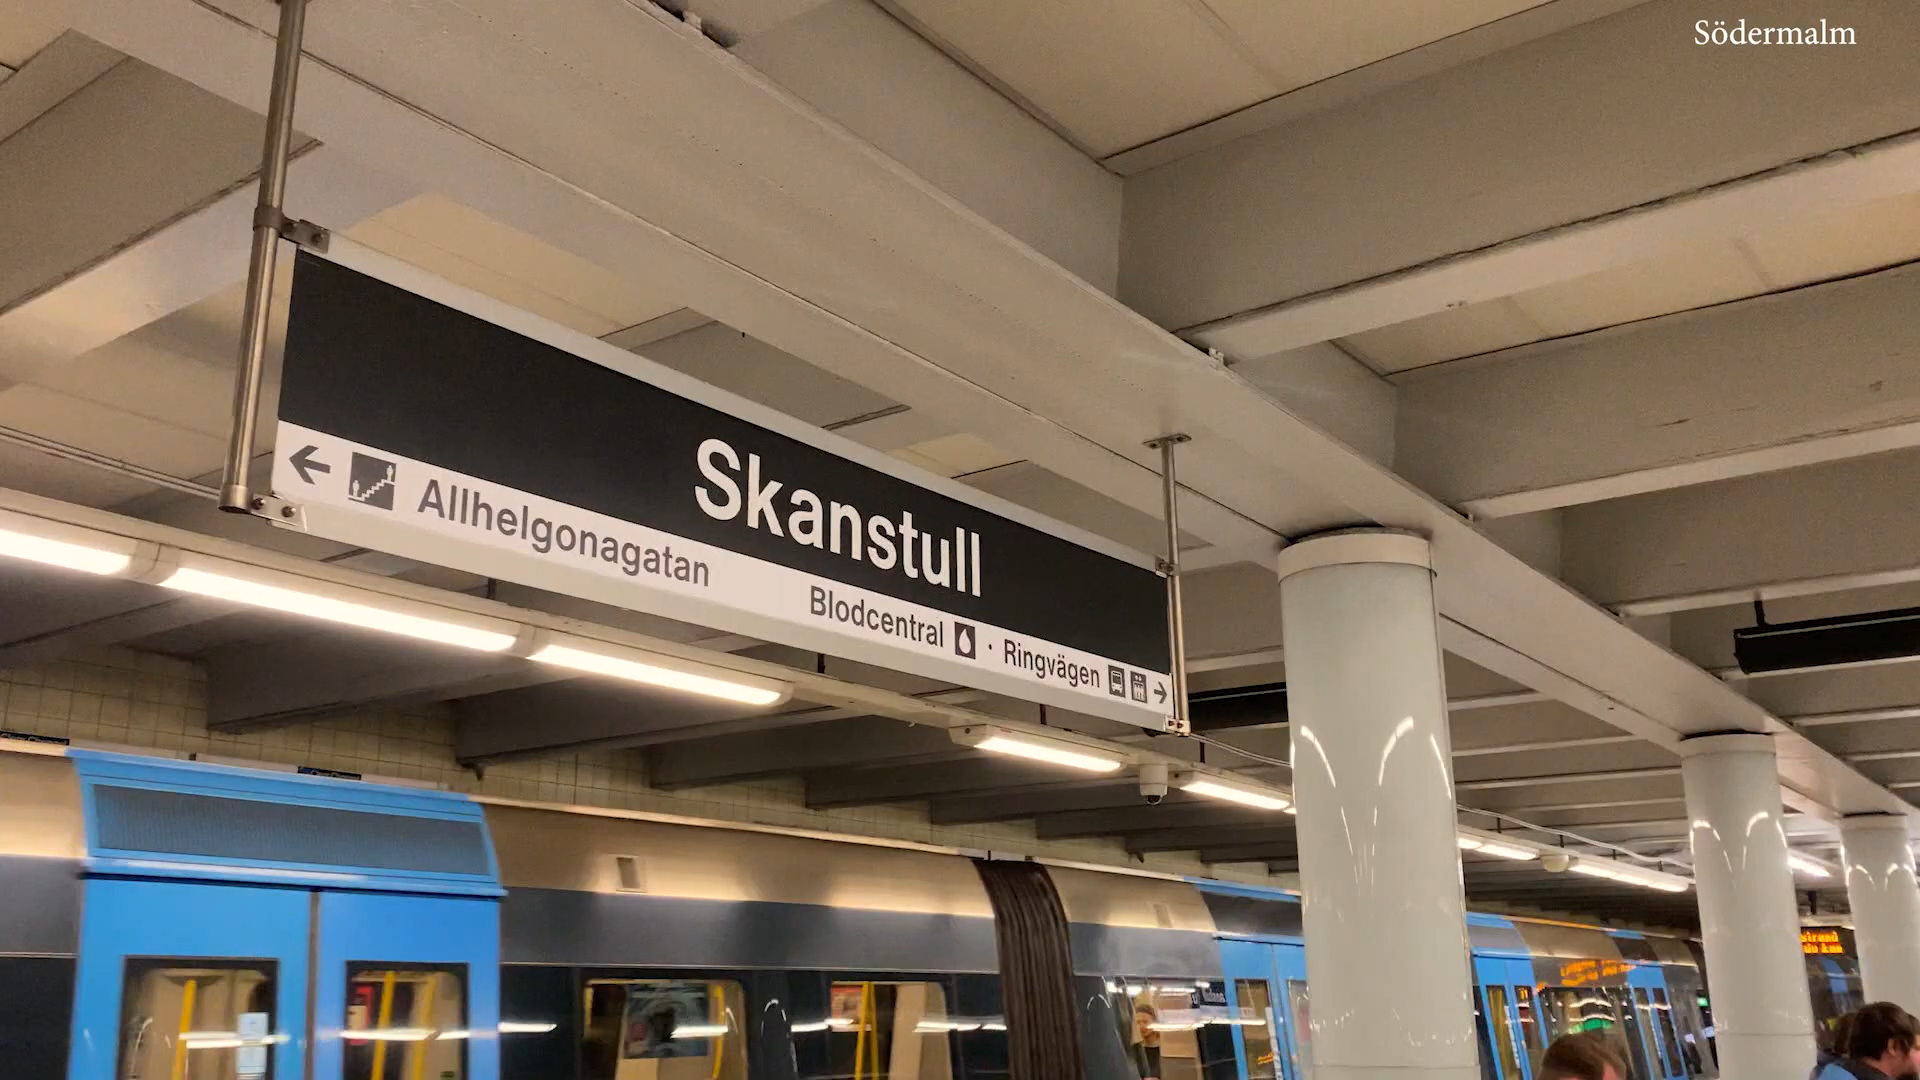 Södermalm
Skanstull
Allhelgonagatan
Blodcentral · Ringvägen